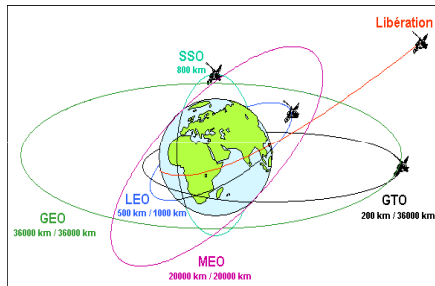 Libération
SSO
800 km
LEO
500 km / 1000 km
GTO
200 km / 36000 km
GEO
36000 km / 36000 km
MEO
20000 km / 20000 km